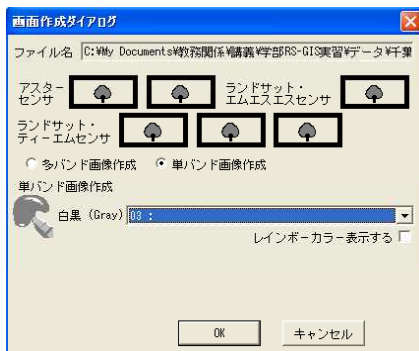 画面作成ダイアログ
ファイル名 C:¥My Documents¥教務関係¥講義¥学部RS-GIS実習¥データ¥千葉
アスターセンサ
ランドサット・エムエスエスセンサ
ランドサット・ティーエムセンサ
多バンド画像作成 単バンド画像作成
単バンド画像作成
白黒 (Gray) 03 :
レインボーカラー表示する
OK キャンセル